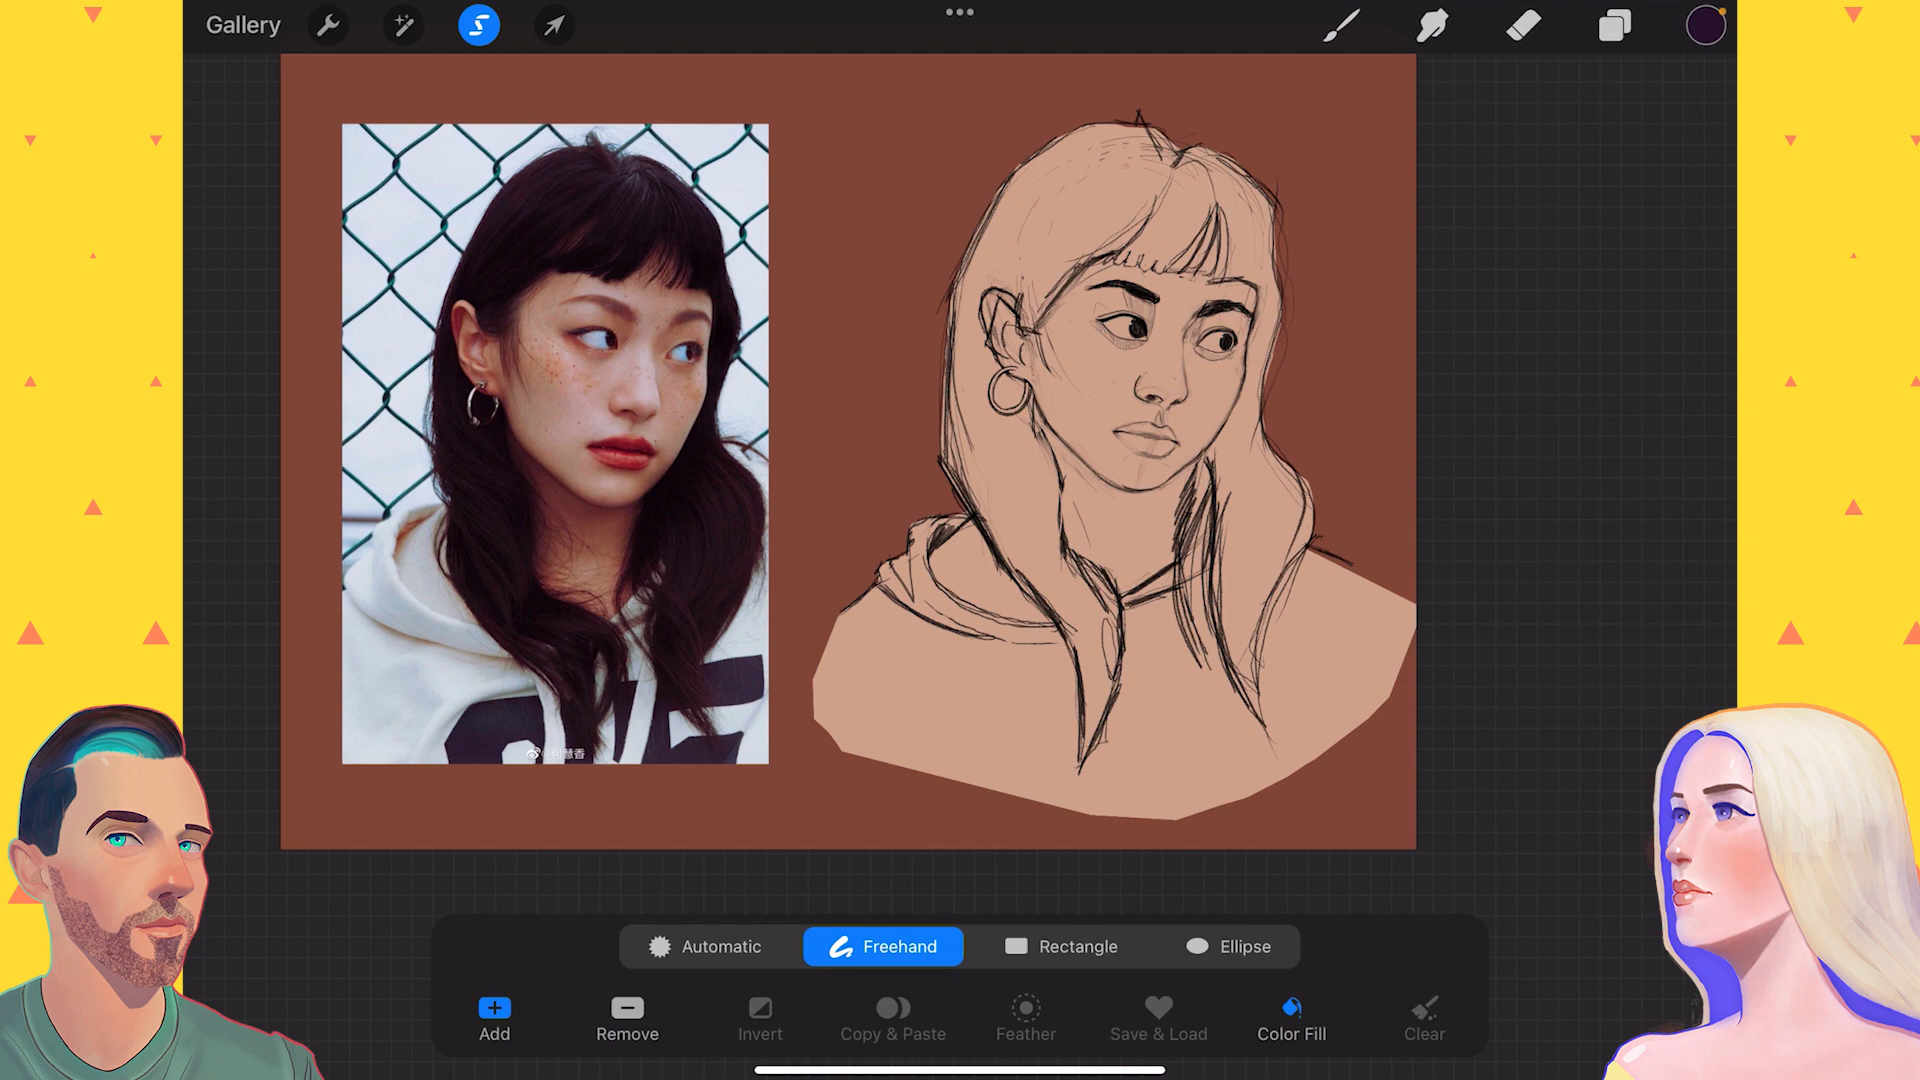 Gallery
Automatic
Freehand
Rectangle
Ellipse
Add
Remove
Invert
Copy & Paste
Feather
Save & Load
Color Fill
Clear